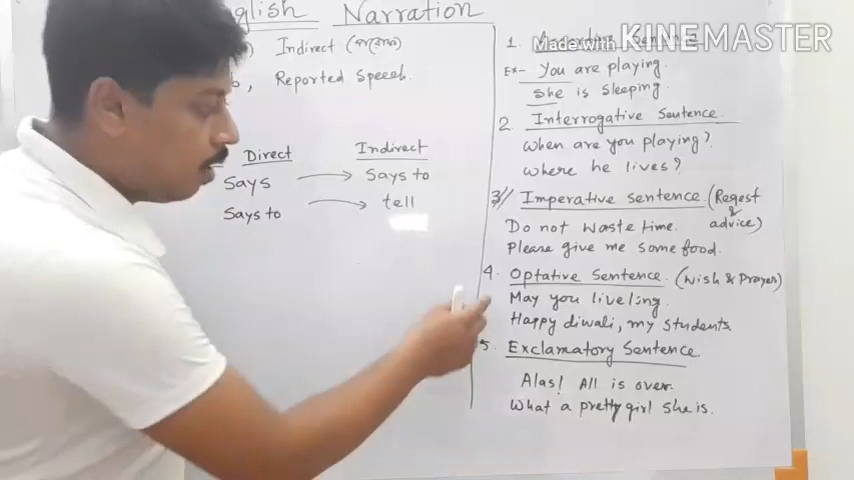 glish Narration
Indirect (পরোক্ষ)
Reported Speech.
Direct Indirect
Says → Says to
Says to → tell
1. Sentence
Made with KINEMASTER
Ex- You are playing.
She is sleeping.
2. Interrogative Sentence.
When are you playing?
Where he lives?
3// Imperative sentence (Reqest & advice)
Do not waste time.
Please give me some food.
4. Optative Sentence. (wish & Prayer)
May you live long.
Happy diwali, my students.
5. Exclamatory Sentence.
Alas! All is over.
What a pretty girl she is.